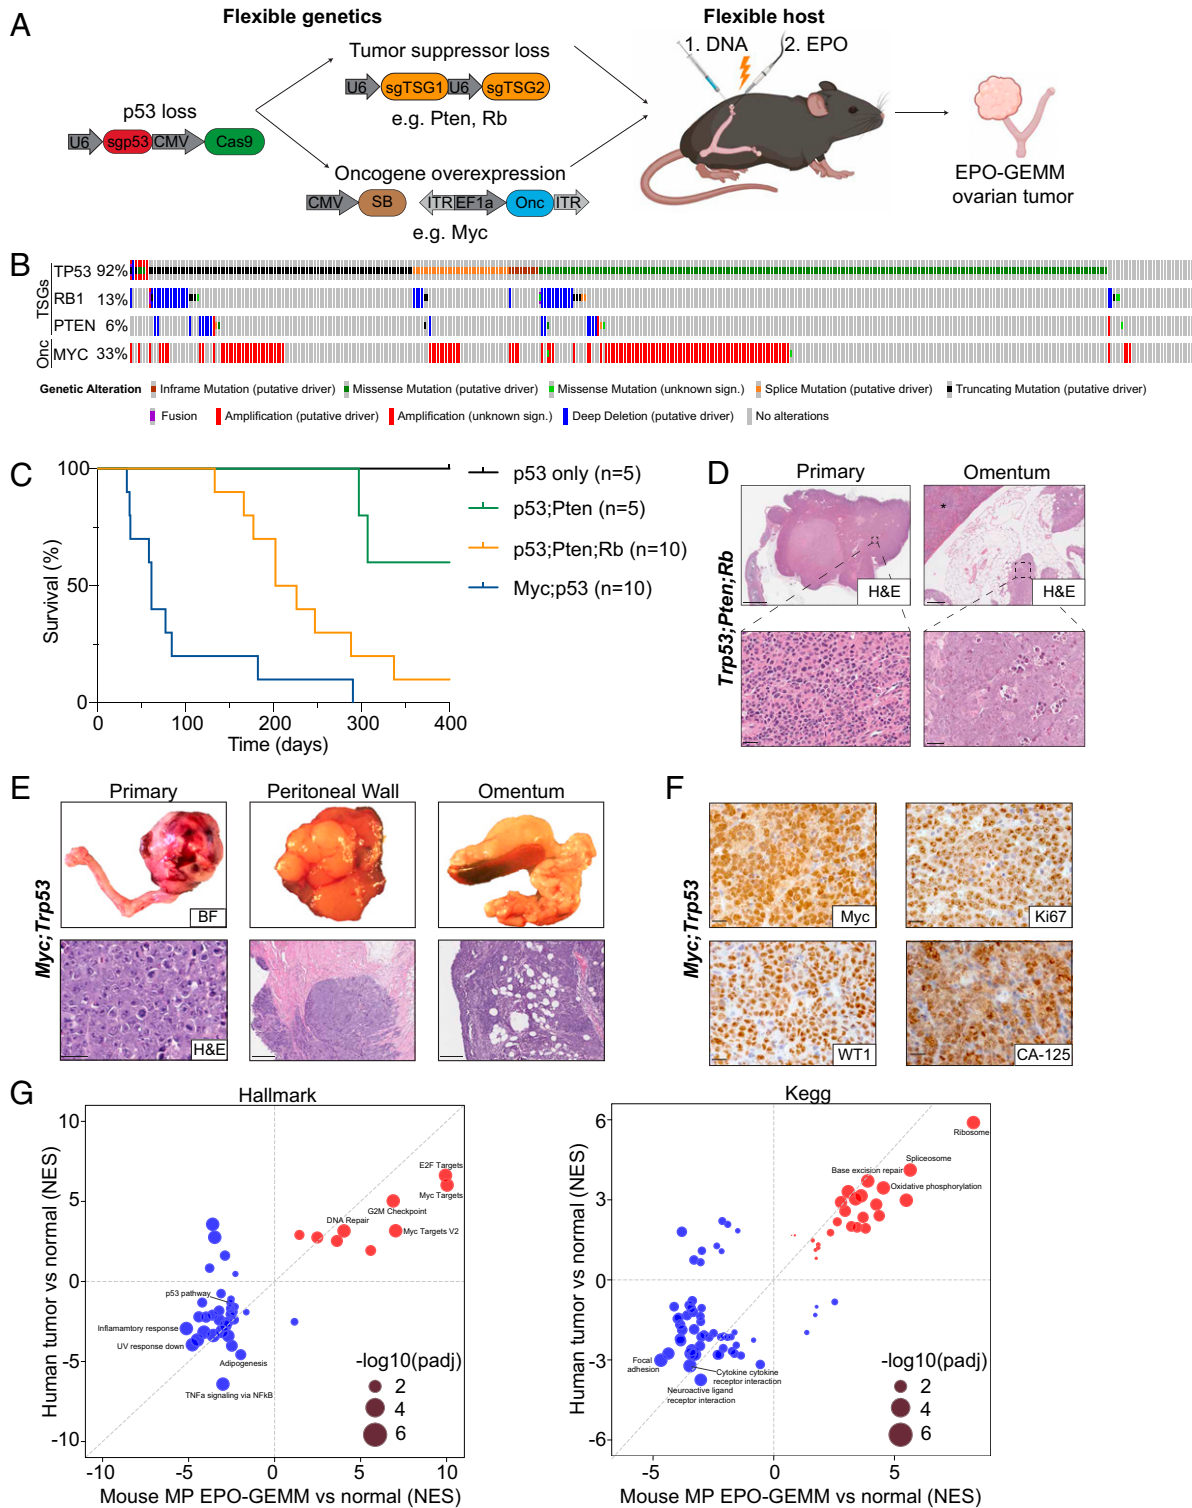 A
Flexible genetics
Flexible host
Tumor suppressor loss
U6 sgTSG1 U6 sgTSG2
e.g. Pten, Rb
p53 loss
U6 sgp53 CMV Cas9
Oncogene overexpression
CMV SB ITR EF1a Onc ITR
e.g. Myc
1. DNA 2. EPO
EPO-GEMM
ovarian tumor
B
TSGs
Onc
TP53 92%
RB1 13%
PTEN 6%
MYC 33%
Genetic Alteration
Inframe Mutation (putative driver)
Missense Mutation (putative driver)
Missense Mutation (unknown sign.)
Splice Mutation (putative driver)
Truncating Mutation (putative driver)
Fusion
Amplification (putative driver)
Amplification (unknown sign.)
Deep Deletion (putative driver)
No alterations
C
Survival (%)
100
50
0
0 100 200 300 400
Time (days)
p53 only (n=5)
p53;Pten (n=5)
p53;Pten;Rb (n=10)
Myc;p53 (n=10)
D
Primary Omentum
Trp53;Pten;Rb
*
H&E H&E
E
Primary Peritoneal Wall Omentum
Myc;Trp53
BF
H&E
F
Myc;Trp53
Myc Ki67
WT1 CA-125
G
Hallmark
Human tumor vs normal (NES)
10
5
0
-5
-10
-10 -5 0 5 10
Mouse MP EPO-GEMM vs normal (NES)
E2F Targets
Myc Targets
G2M Checkpoint
DNA Repair
Myc Targets V2
p53 pathway
Inflamamtory response
UV response down
Adipogenesis
TNFa signaling via NFkB
-log10(padj)
2
4
6
Kegg
Human tumor vs normal (NES)
6
3
0
-3
-6
-5 0 5
Mouse MP EPO-GEMM vs normal (NES)
Ribosome
Spliceosome
Base excision repair
Oxidative phosphorylation
Focal
adhesion
Cytokine cytokine
receptor interaction
Neuroactive ligand
receptor interaction
-log10(padj)
2
4
6